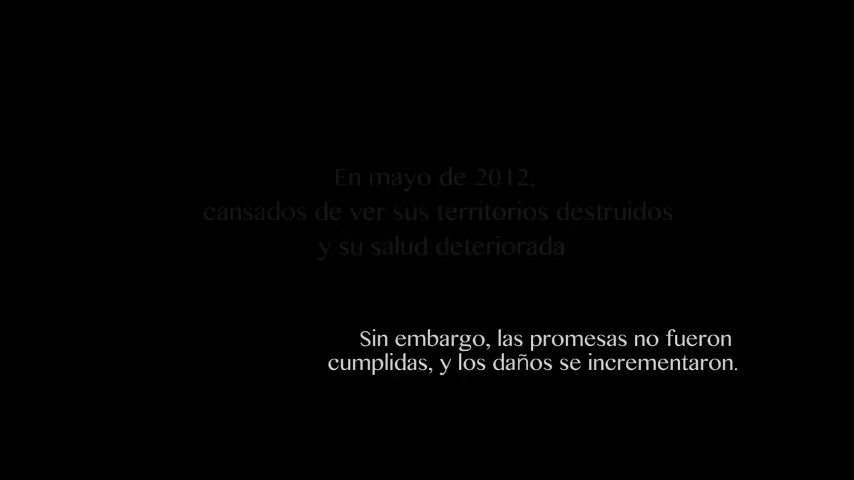 En mayo de 2012,
cansados de ver sus territorios destruidos
y su salud deteriorada
Sin embargo, las promesas no fueron
cumplidas, y los daños se incrementaron.